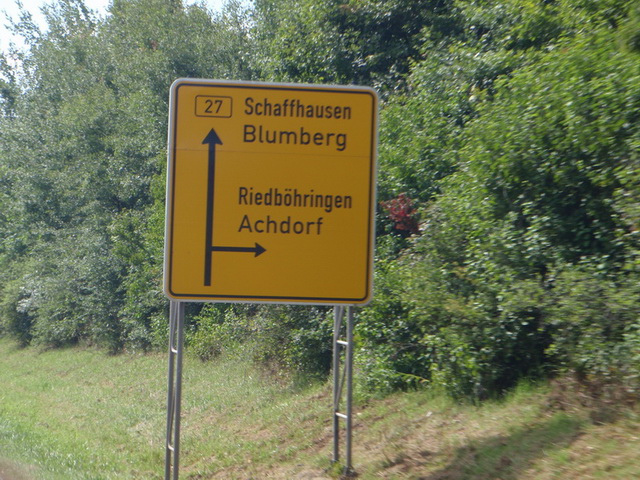 27 Schaffhausen
Blumberg
Riedböhringen
Achdorf